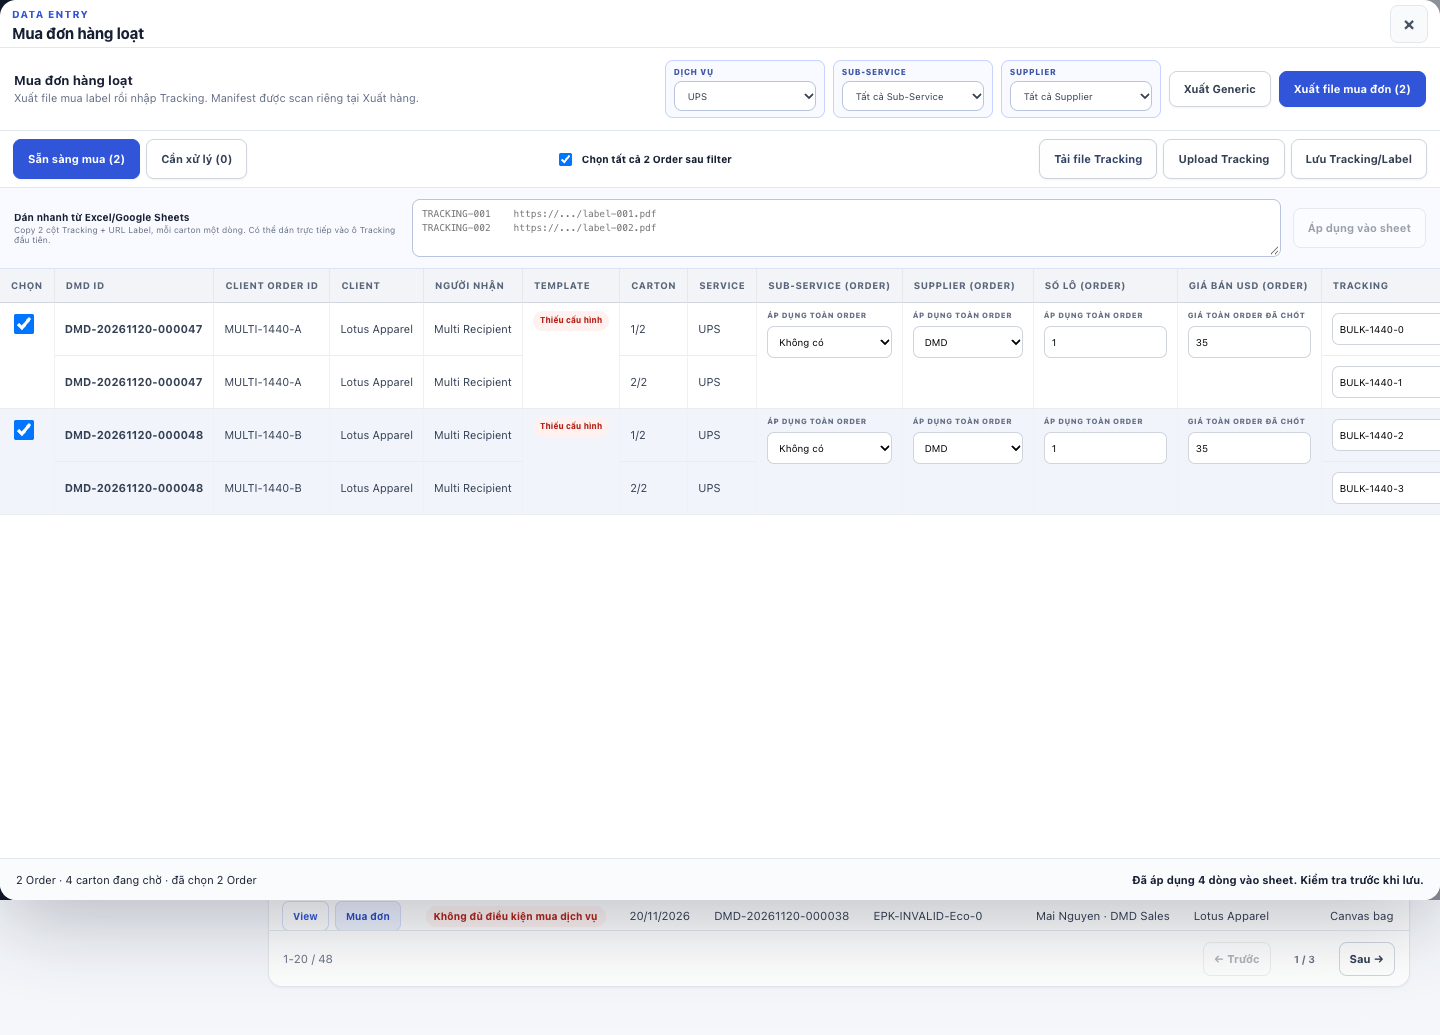 DATA ENTRY
Mua đơn hàng loạt
×
Mua đơn hàng loạt
Xuất file mua label rồi nhập Tracking. Manifest được scan riêng tại Xuất hàng.
DỊCH VỤ
UPS
SUB-SERVICE
Tất cả Sub-Service
SUPPLIER
Tất cả Supplier
Xuất Generic
Xuất file mua đơn (2)
Sẵn sàng mua (2)
Cần xử lý (0)
Chọn tất cả 2 Order sau filter
Tải file Tracking
Upload Tracking
Lưu Tracking/Label
Dán nhanh từ Excel/Google Sheets
Copy 2 cột Tracking + URL Label, mỗi carton một dòng. Có thể dán trực tiếp vào ô Tracking
đầu tiên.
TRACKING-001 https://.../label-001.pdf
TRACKING-002 https://.../label-002.pdf
Áp dụng vào sheet
CHỌN DMD ID CLIENT ORDER ID CLIENT NGƯỜI NHẬN TEMPLATE CARTON SERVICE SUB-SERVICE (ORDER) SUPPLIER (ORDER) SỐ LÔ (ORDER) GIÁ BÁN USD (ORDER) TRACKING
ÁP DỤNG TOÀN ORDER ÁP DỤNG TOÀN ORDER ÁP DỤNG TOÀN ORDER GIÁ TOÀN ORDER ĐÃ CHỐT
DMD-20261120-000047 MULTI-1440-A Lotus Apparel Multi Recipient Thiếu cấu hình 1/2 UPS Không có DMD 1 35 BULK-1440-0
DMD-20261120-000047 MULTI-1440-A Lotus Apparel Multi Recipient 2/2 UPS BULK-1440-1
ÁP DỤNG TOÀN ORDER ÁP DỤNG TOÀN ORDER ÁP DỤNG TOÀN ORDER GIÁ TOÀN ORDER ĐÃ CHỐT
DMD-20261120-000048 MULTI-1440-B Lotus Apparel Multi Recipient Thiếu cấu hình 1/2 UPS Không có DMD 1 35 BULK-1440-2
DMD-20261120-000048 MULTI-1440-B Lotus Apparel Multi Recipient 2/2 UPS BULK-1440-3
2 Order · 4 carton đang chờ · đã chọn 2 Order
Đã áp dụng 4 dòng vào sheet. Kiểm tra trước khi lưu.
View Mua đơn Không đủ điều kiện mua dịch vụ 20/11/2026 DMD-20261120-000038 EPK-INVALID-Eco-0 Mai Nguyen · DMD Sales Lotus Apparel Canvas bag
1-20 / 48
← Trước
1 / 3
Sau →